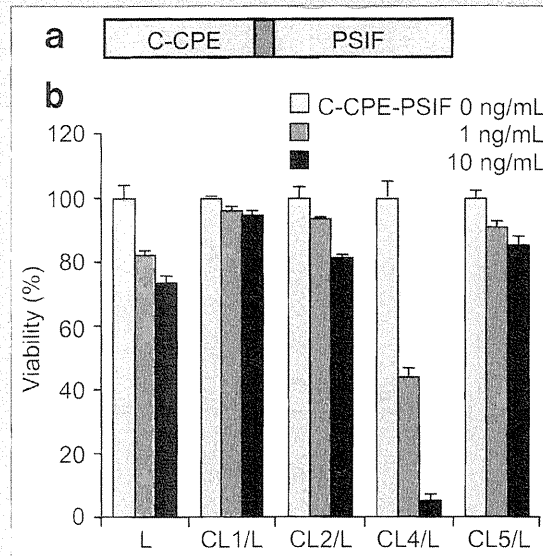 a
C-CPE PSIF
b
C-CPE-PSIF 0 ng/mL
1 ng/mL
10 ng/mL
120
100
80
60
40
20
0
Viability (%)
L CL1/L CL2/L CL4/L CL5/L